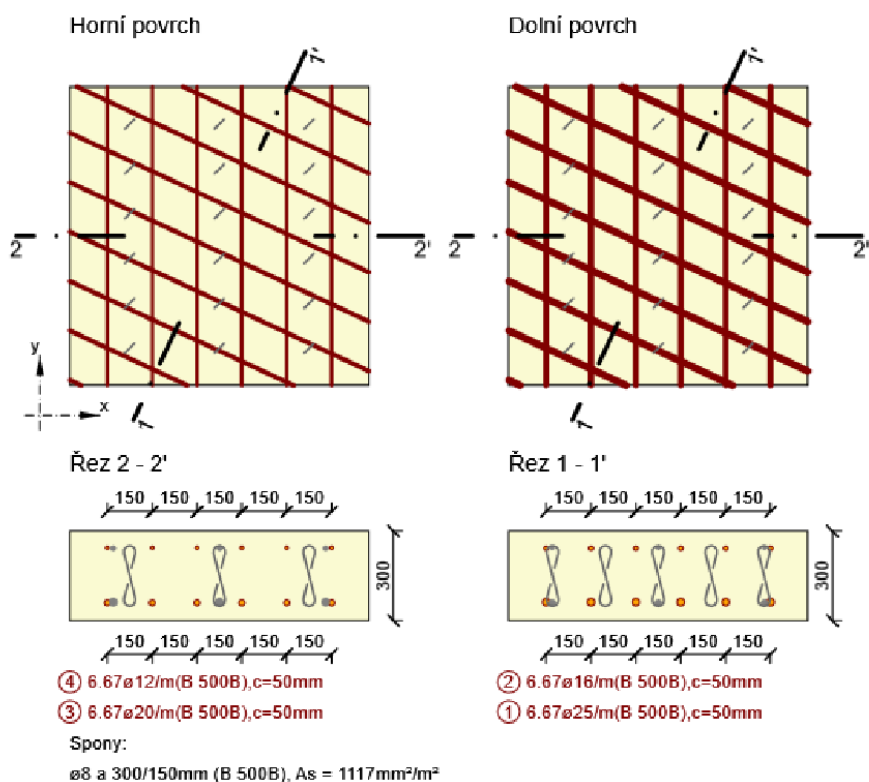 Horní povrch
Dolní povrch
1'
1'
2
2'
2
2'
y
x
1
1
Řez 2 - 2'
Řez 1 - 1'
150 150 150 150 150
150 150 150 150 150
300
300
150 150 150 150 150
150 150 150 150 150
4 6.67ø12/m(B 500B),c=50mm
2 6.67ø16/m(B 500B),c=50mm
3 6.67ø20/m(B 500B),c=50mm
1 6.67ø25/m(B 500B),c=50mm
Spony:
ø8 a 300/150mm (B 500B), As = 1117mm²/m²